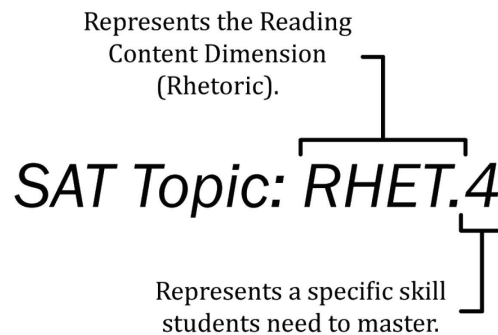 Represents the Reading
Content Dimension
(Rhetoric).
SAT Topic: RHET.4
Represents a specific skill
students need to master.